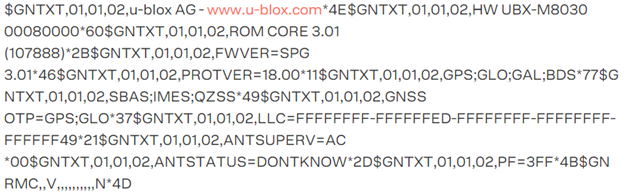 $GNTXT,01,01,02,u-blox AG - www.u-blox.com*4E$GNTXT,01,01,02,HW UBX-M8030
00080000*60$GNTXT,01,01,02,ROM CORE 3.01
(107888)*2B$GNTXT,01,01,02,FWVER=SPG
3.01*46$GNTXT,01,01,02,PROTVER=18.00*11$GNTXT,01,01,02,GPS;GLO;GAL;BDS*77$G
NTXT,01,01,02,SBAS;IMES;QZSS*49$GNTXT,01,01,02,GNSS
OTP=GPS;GLO*37$GNTXT,01,01,02,LLC=FFFFFFFF-FFFFFFED-FFFFFFFF-FFFFFFFF-
FFFFFF49*21$GNTXT,01,01,02,ANTSUPERV=AC
*00$GNTXT,01,01,02,ANTSTATUS=DONTKNOW*2D$GNTXT,01,01,02,PF=3FF*4B$GN
RMC,,V,,,,,,,,,,N*4D